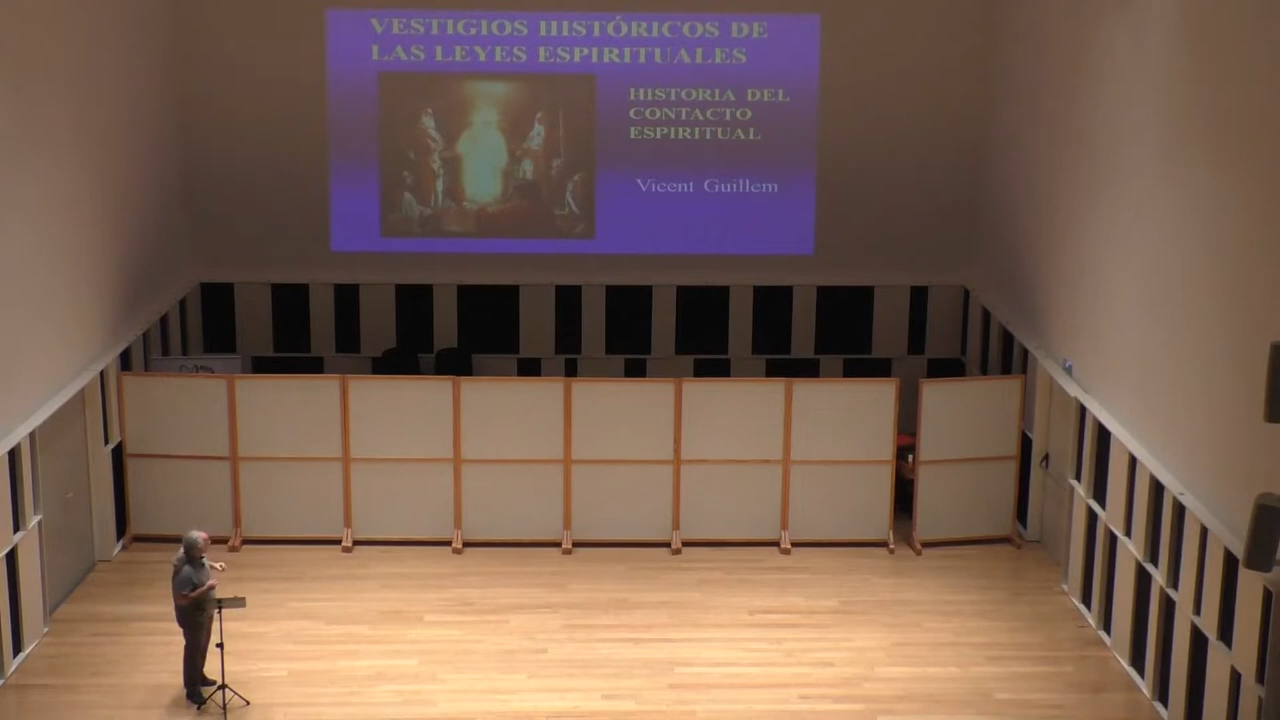 VESTIGIOS HISTÓRICOS DE
LAS LEYES ESPIRITUALES
HISTORIA DEL
CONTACTO
ESPIRITUAL
Vicent Guillem